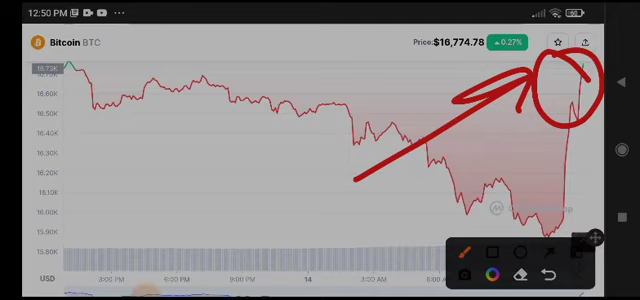 12:50 PM
Bitcoin BTC
Price: $16,774.78 ▲0.27%
16.73K
16.60K
16.50K
16.40K
16.30K
16.20K
16.10K
16.00K
15.90K
15.80K
USD
3:00 PM 6:00 PM 9:00 PM 14 3:00 AM